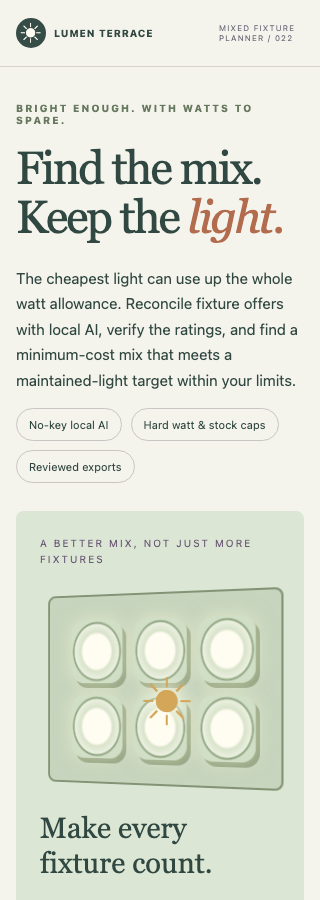 LUMEN TERRACE
MIXED FIXTURE
PLANNER / 022
BRIGHT ENOUGH. WITH WATTS TO
SPARE.
Find the mix.
Keep the light.
The cheapest light can use up the whole
watt allowance. Reconcile fixture offers
with local AI, verify the ratings, and find a
minimum-cost mix that meets a
maintained-light target within your limits.
No-key local AI
Hard watt & stock caps
Reviewed exports
A BETTER MIX, NOT JUST MORE
FIXTURES
Make every
fixture count.